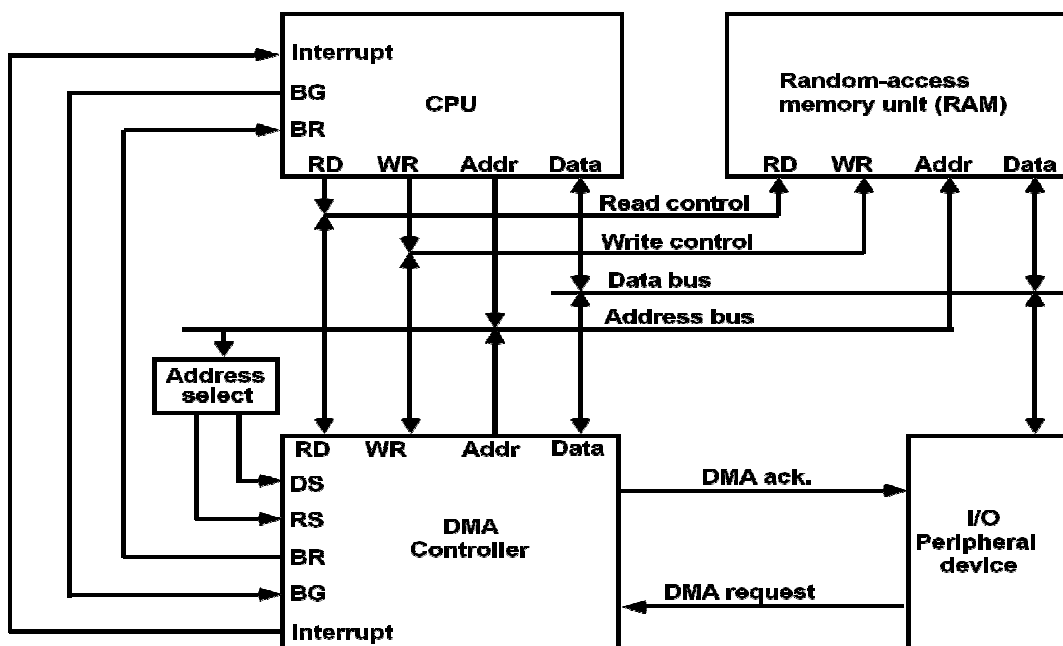 Interrupt
BG
BR
CPU
RD WR Addr Data
Random-access
memory unit (RAM)
RD WR Addr Data
Read control
Write control
Data bus
Address bus
Address
select
RD WR Addr Data
DS
RS
BR
BG
Interrupt
DMA
Controller
DMA ack.
DMA request
I/O
Peripheral
device